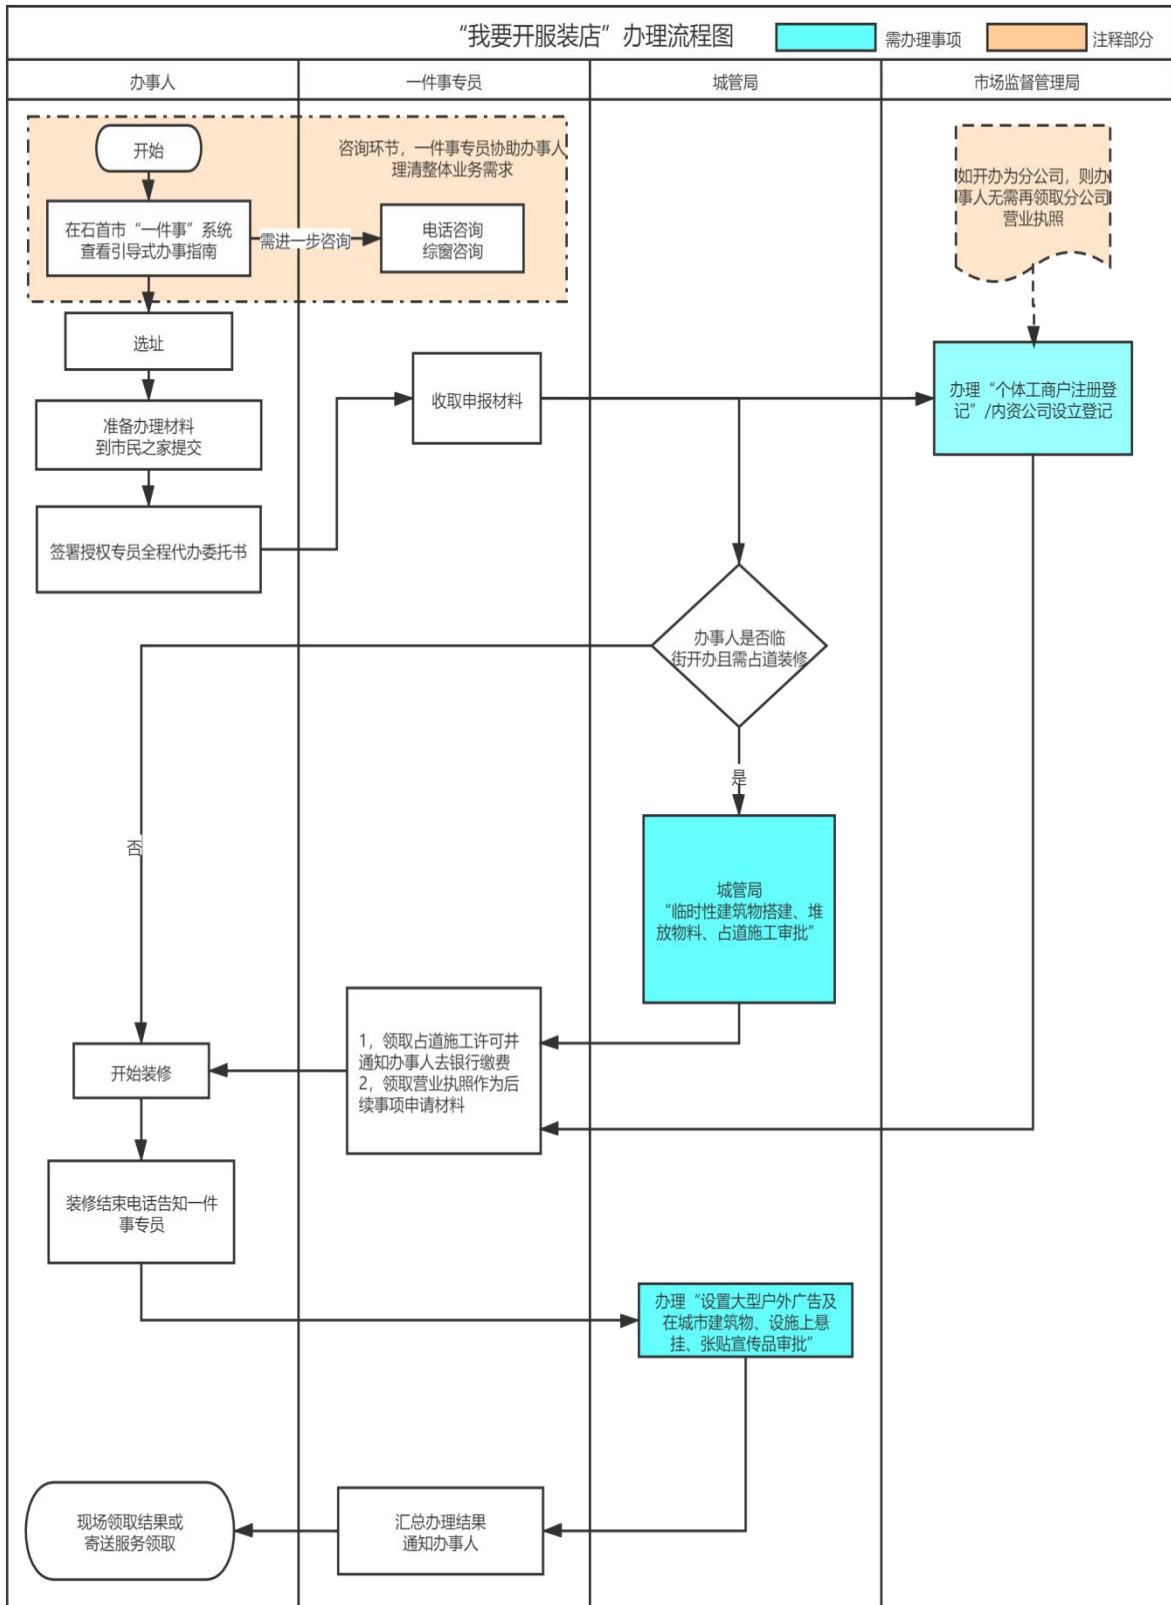 “我要开服装店”办理流程图
需办理事项
注释部分
办事人
一件事专员
城管局
市场监督管理局
开始
咨询环节，一件事专员协助办事人
理清整体业务需求
在石首市“一件事”系统
查看引导式办事指南
需进一步咨询
电话咨询
综窗咨询
如开办为分公司，则办
事人无需再领取分公司
营业执照
选址
准备办理材料
到市民之家提交
收取申报材料
办理“个体工商户注册登
记”/内资公司设立登记
签署授权专员全程代办委托书
办事人是否临
街开办且需占道装修
是
否
城管局
“临时性建筑物搭建、堆
放物料、占道施工审批”
1，领取占道施工许可并
通知办事人去银行缴费
2，领取营业执照作为后
续事项申请材料
开始装修
装修结束电话告知一件
事专员
办理“设置大型户外广告及
在城市建筑物、设施上悬
挂、张贴宣传品审批”
汇总办理结果
通知办事人
现场领取结果或
寄送服务领取